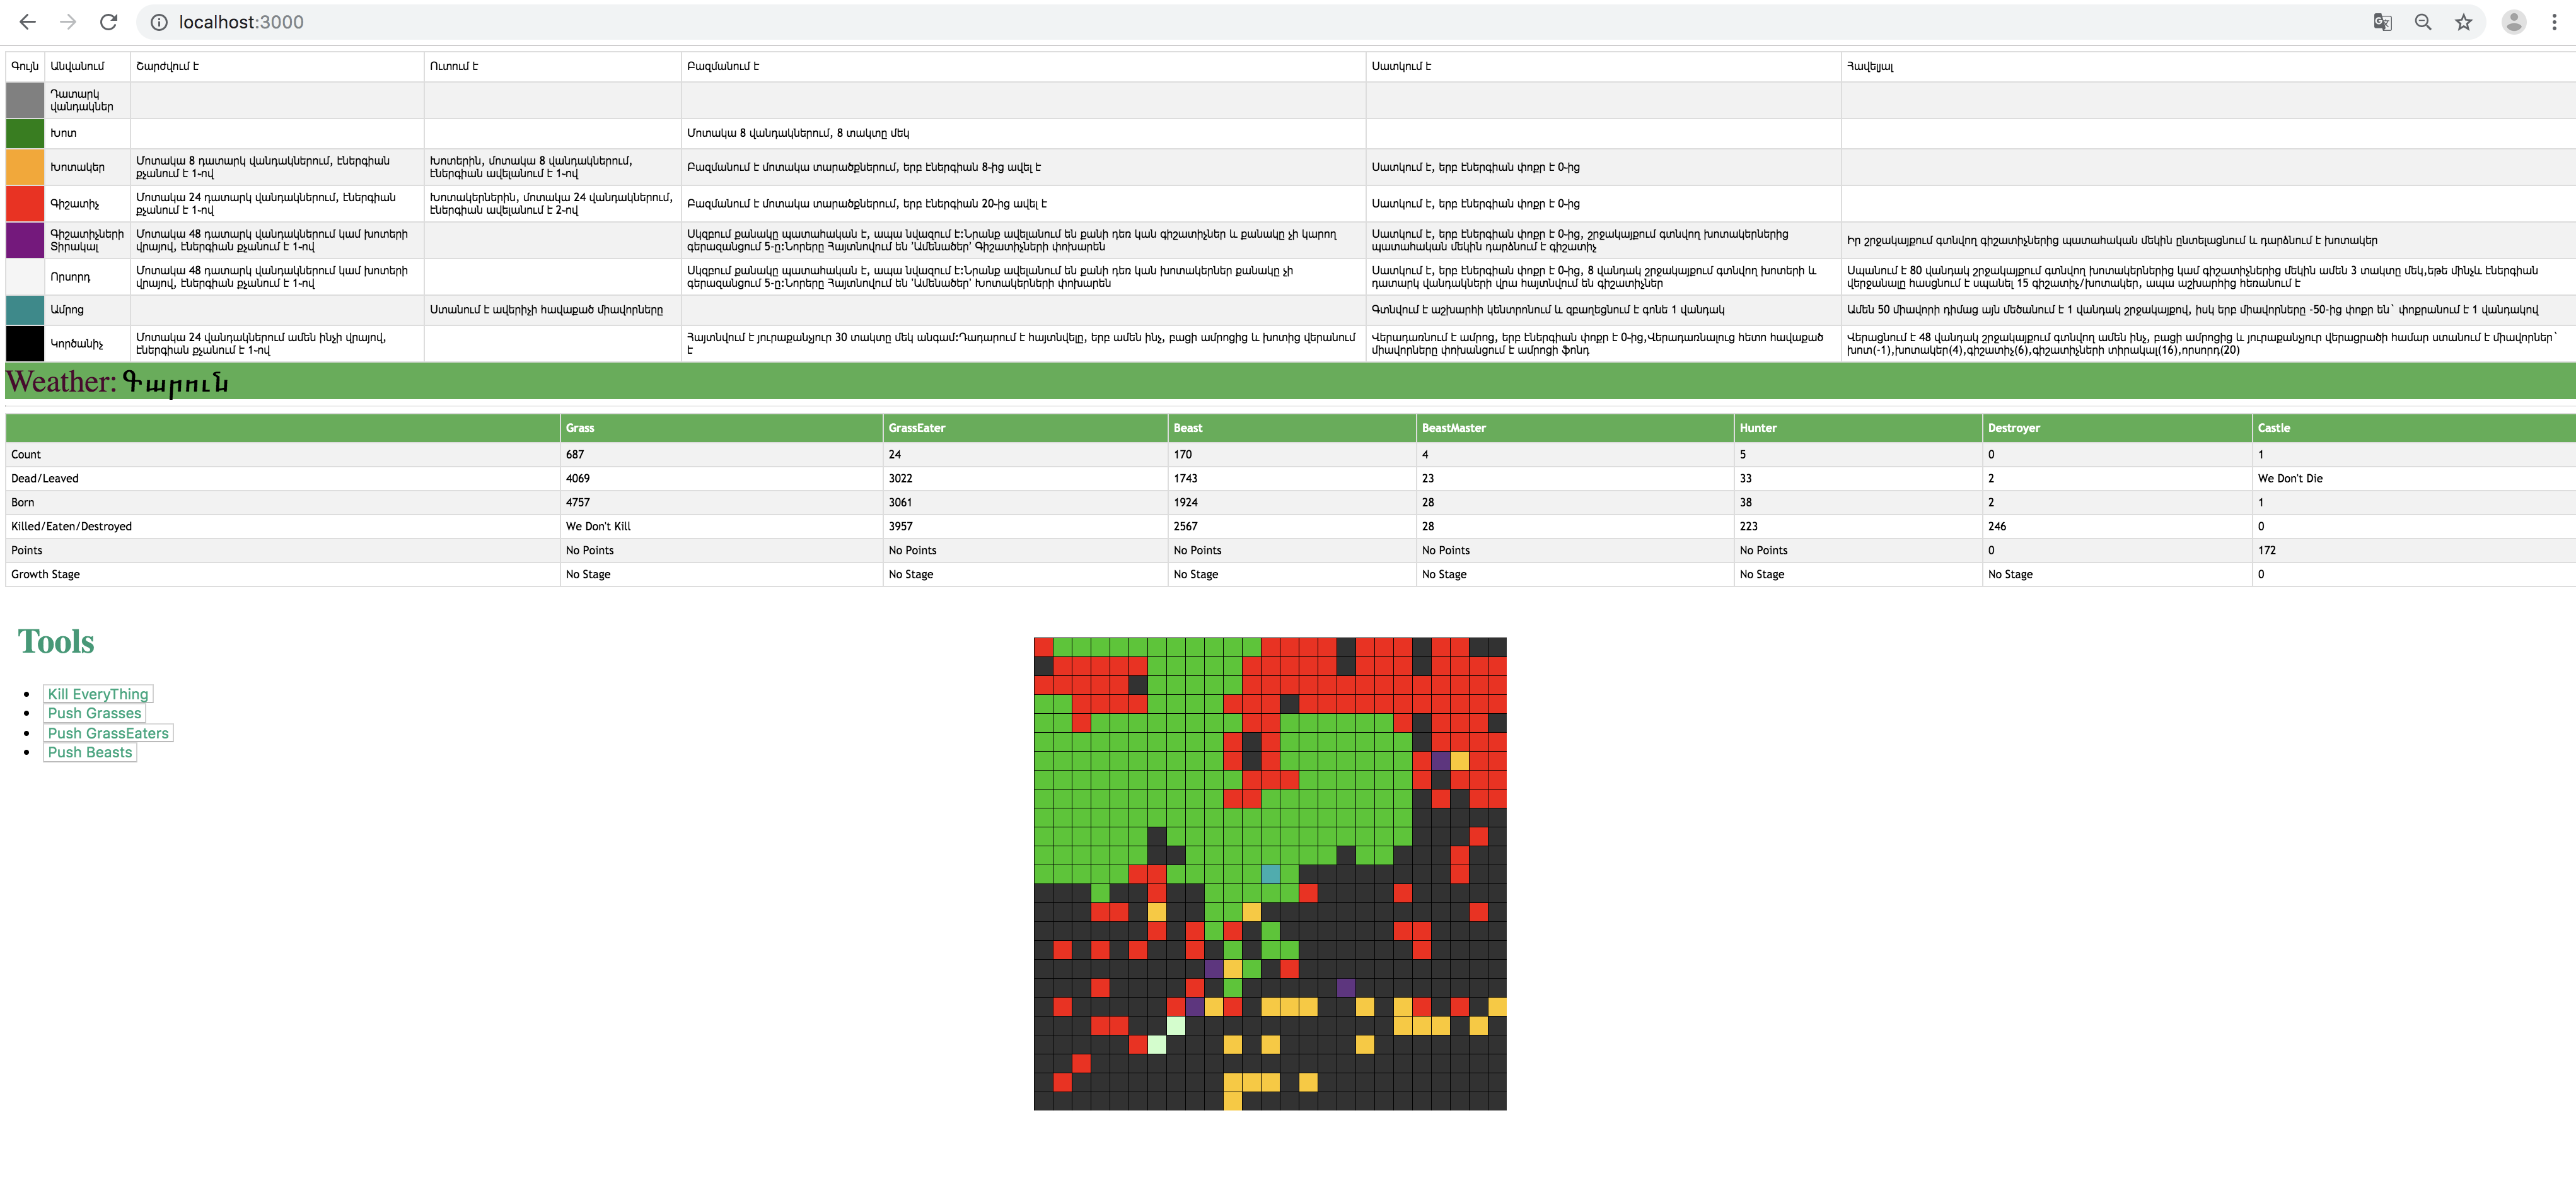 localhost:3000
Գույն Անվանում Շարժվում է Ուտում է Բազմանում է Սատկում է Հավելյալ
Դատարկ
վանդակներ
Խոտ Մոտակա 8 վանդակներում, 8 տակտը մեկ
Խոտակեր
Մոտակա 8 դատարկ վանդակներում, էներգիան
քչանում է 1-ով
Խոտերին, մոտակա 8 վանդակներում,
էներգիան ավելանում է 1-ով
Բազմանում է մոտակա տարածքներում, երբ էներգիան 8-ից ավել է
Սատկում է, երբ էներգիան փոքր է 0-ից
Գիշատիչ
Մոտակա 24 դատարկ վանդակներում, էներգիան
քչանում է 1-ով
Խոտակերներին, մոտակա 24 վանդակներում,
էներգիան ավելանում է 2-ով
Բազմանում է մոտակա տարածքներում, երբ էներգիան 20-ից ավել է
Սատկում է, երբ էներգիան փոքր է 0-ից
Գիշատիչների
Տիրակալ
Մոտակա 48 դատարկ վանդակներում կամ խոտերի
վրայով, էներգիան քչանում է 1-ով
Սկզբում քանակը պատահական է, ապա նվազում է:Նրանք ավելանում են քանի դեռ կան գիշատիչներ և քանակը չի կարող
գերազանցում 5-ը:Նորերը Հայտնովում են 'Ամենածեր' Գիշատիչների փոխարեն
Սատկում է, երբ էներգիան փոքր է 0-ից, շրջակայքում գտնվող խոտակերներից
պատահական մեկին դարձնում է գիշատիչ
Իր շրջակայքում գտնվող գիշատիչներից պատահական մեկին ընտելացնում և դարձնում է խոտակեր
Որսորդ
Մոտակա 48 դատարկ վանդակներում կամ խոտերի
վրայով, էներգիան քչանում է 1-ով
Սկզբում քանակը պատահական է, ապա նվազում է:Նրանք ավելանում են քանի դեռ կան խոտակերներ քանակը չի
գերազանցում 5-ը:Նորերը Հայտնովում են 'Ամենածեր' Խոտակերների փոխարեն
Սատկում է, երբ էներգիան փոքր է 0-ից, 8 վանդակ շրջակայքում գտնվող խոտերի և
դատարկ վանդակների վրա հայտնվում են գիշատիչներ
Սպանում է 80 վանդակ շրջակայքում գտնվող խոտակերներից կամ գիշատիչներից մեկին ամեն 3 տակտը մեկ,եթե մինչև էներգիան
վերջանալը հասցնում է սպանել 15 գիշատիչ/խոտակեր, ապա աշխարհից հեռանում է
Ամրոց
Ստանում է ավերիչի հավաքած միավորները
Գտնվում է աշխարհի կենտրոնում և զբաղեցնում է գոնե 1 վանդակ
Ամեն 50 միավորի դիմաց այն մեծանում է 1 վանդակ շրջակայքով, իսկ երբ միավորները -50-ից փոքր են` փոքրանում է 1 վանդակով
Կործանիչ
Մոտակա 24 վանդակներում ամեն ինչի վրայով,
էներգիան քչանում է 1-ով
Հայտնվում է յուրաքանչյուր 30 տակտը մեկ անգամ:Դադարում է հայտնվելը, երբ ամեն ինչ, բացի ամրոցից և խոտից վերանում
է
Վերադառնում է ամրոց, երբ էներգիան փոքր է 0-ից,Վերադառնալուց հետո հավաքած
միավորները փոխանցում է ամրոցի ֆոնդ
Վերացնում է 48 վանդակ շրջակայքում գտնվող ամեն ինչ, բացի ամրոցից և յուրաքանչյուր վերացրածի համար ստանում է միավորներ`
խոտ(-1),խոտակեր(4),գիշատիչ(6),գիշատիչների տիրակալ(16),որսորդ(20)
Weather: Գարուն
Grass GrassEater Beast BeastMaster Hunter Destroyer Castle
Count 687 24 170 4 5 0 1
Dead/Leaved 4069 3022 1743 23 33 2 We Don't Die
Born 4757 3061 1924 28 38 2 1
Killed/Eaten/Destroyed We Don't Kill 3957 2567 28 223 246 0
Points No Points No Points No Points No Points No Points 0 172
Growth Stage No Stage No Stage No Stage No Stage No Stage No Stage 0
Tools
Kill EveryThing
Push Grasses
Push GrassEaters
Push Beasts